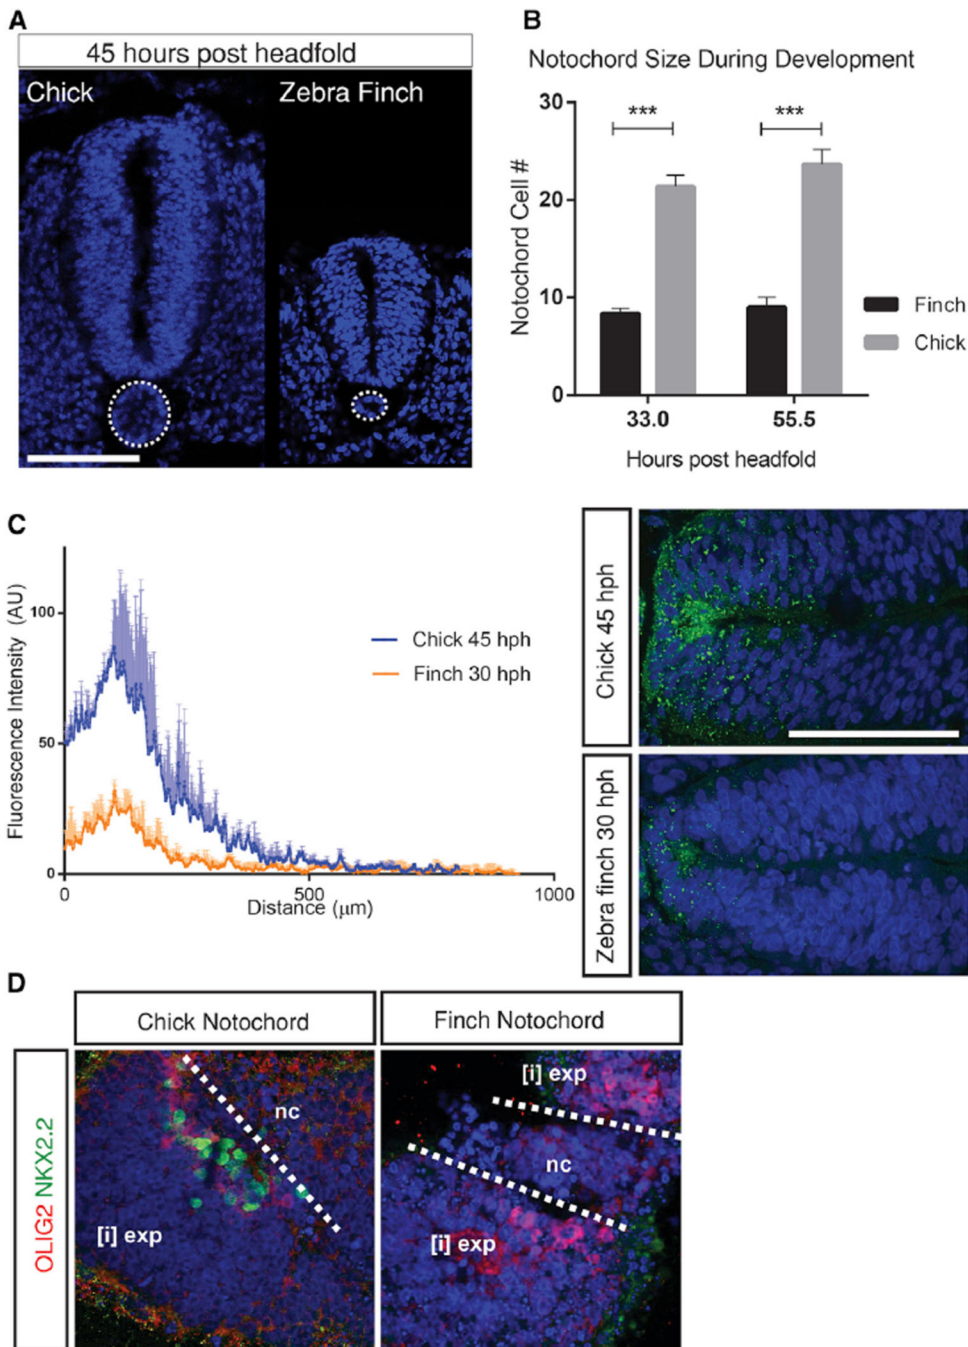 A
45 hours post headfold
Chick
Zebra Finch
B
Notochord Size During Development
30
20
10
0
Notochord Cell #
***
***
33.0
55.5
Hours post headfold
Finch
Chick
C
Fluorescence Intensity (AU)
100
50
0
0
500
1000
Distance (μm)
Chick 45 hph
Finch 30 hph
Chick 45 hph
Zebra finch 30 hph
D
Chick Notochord
Finch Notochord
OLIG2 NKX2.2
nc
[i] exp
[i] exp
nc
[i] exp